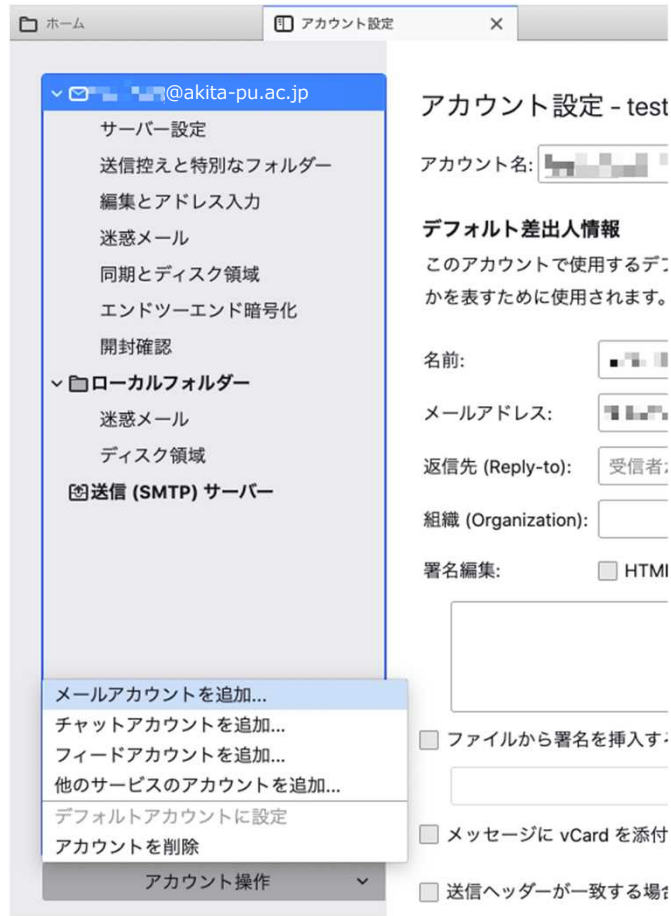 ホーム
アカウント設定
@akita-pu.ac.jp
サーバー設定
送信控えと特別なフォルダー
編集とアドレス入力
迷惑メール
同期とディスク領域
エンドツーエンド暗号化
開封確認
ローカルフォルダー
迷惑メール
ディスク領域
送信 (SMTP) サーバー
メールアカウントを追加...
チャットアカウントを追加...
フィードアカウントを追加...
他のサービスのアカウントを追加...
デフォルトアカウントに設定
アカウントを削除
アカウント操作
アカウント設定 - test
アカウント名:
デフォルト差出人情報
このアカウントで使用するデフ
かを表すために使用されます。
名前:
メールアドレス:
返信先 (Reply-to):
受信者
組織 (Organization):
署名編集:
HTM
ファイルから署名を挿入す
メッセージに vCard を添付
送信ヘッダーが一致する場